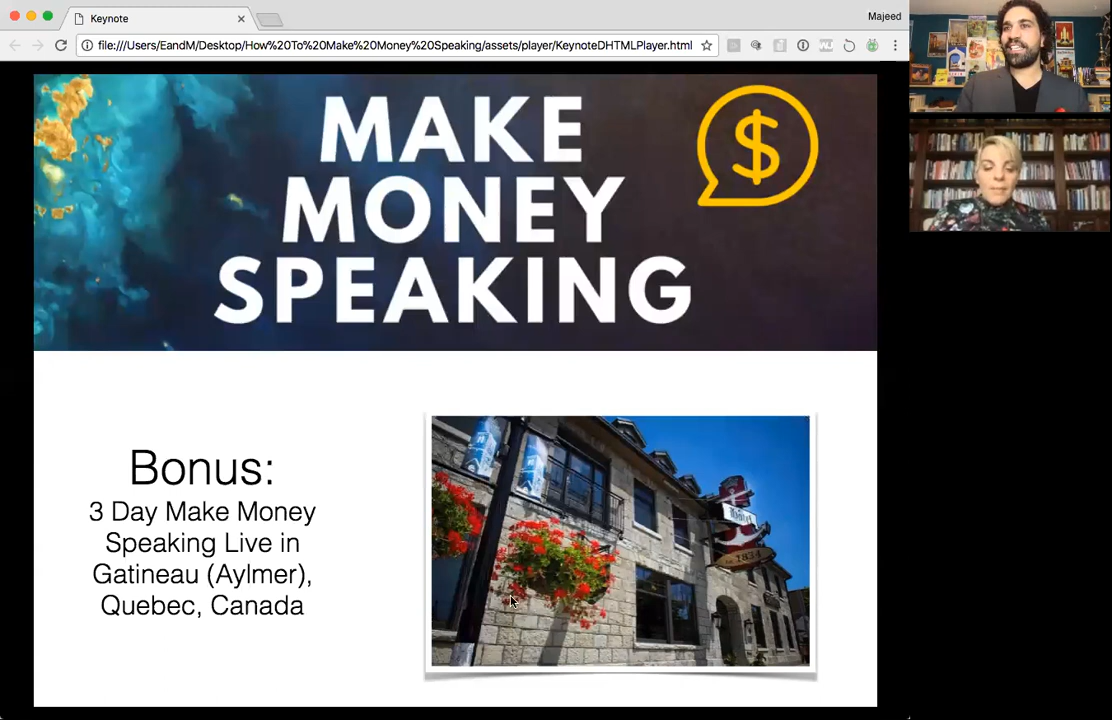 Keynote
Majeed
file:///Users/EandM/Desktop/How%20To%20Make%20Money%20Speaking/assets/player/KeynoteDHTMLPlayer.html
MAKE
MONEY
SPEAKING
$
Bonus:
3 Day Make Money
Speaking Live in
Gatineau (Aylmer),
Quebec, Canada
Hotel
1834